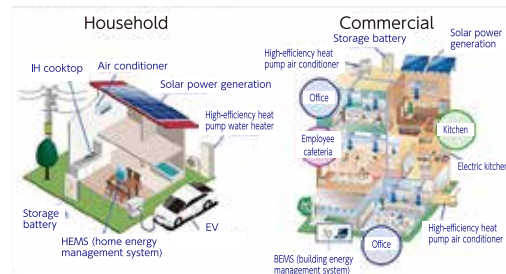 Household
IH cooktop
Air conditioner
Solar power generation
High-efficiency heat
pump water heater
Storage
battery
HEMS (home energy
management system)
EV
Commercial
Storage battery
Solar power
generation
High-efficiency heat
pump air conditioner
Office
Kitchen
Employee
cafeteria
Electric kitchen
High-efficiency heat
pump air conditioner
Office
BEMS (building energy
management system)